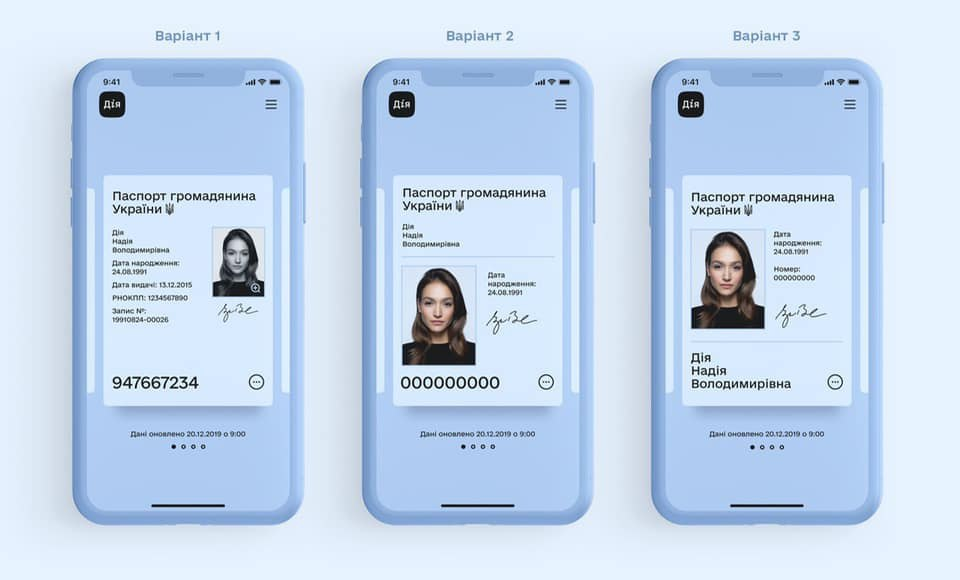 Варіант 1
9:41
Дія
Паспорт громадянина
України
Дія
Надія
Володимирівна
Дата народження:
24.08.1991
Дата видачі: 13.12.2015
РНОКПП: 1234567890
Запис №:
19910824-00026
947667234
Дані оновлено 20.12.2019 о 9:00
Варіант 2
9:41
Дія
Паспорт громадянина
України
Дія
Надія
Володимирівна
Дата
народження:
24.08.1991
000000000
Дані оновлено 20.12.2019 о 9:00
Варіант 3
9:41
Дія
Паспорт громадянина
України
Дата
народження:
24.08.1991
Номер:
000000000
Дія
Надія
Володимирівна
Дані оновлено 20.12.2019 о 9:00